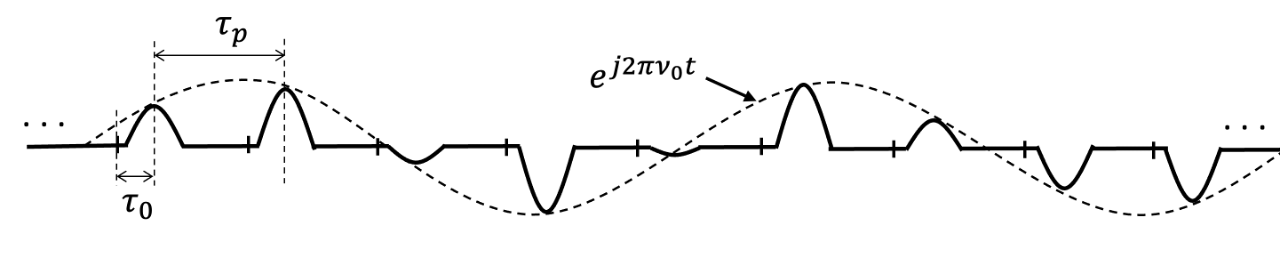 τₚ
e^{j2πν₀t}
. . .
. . .
τ₀